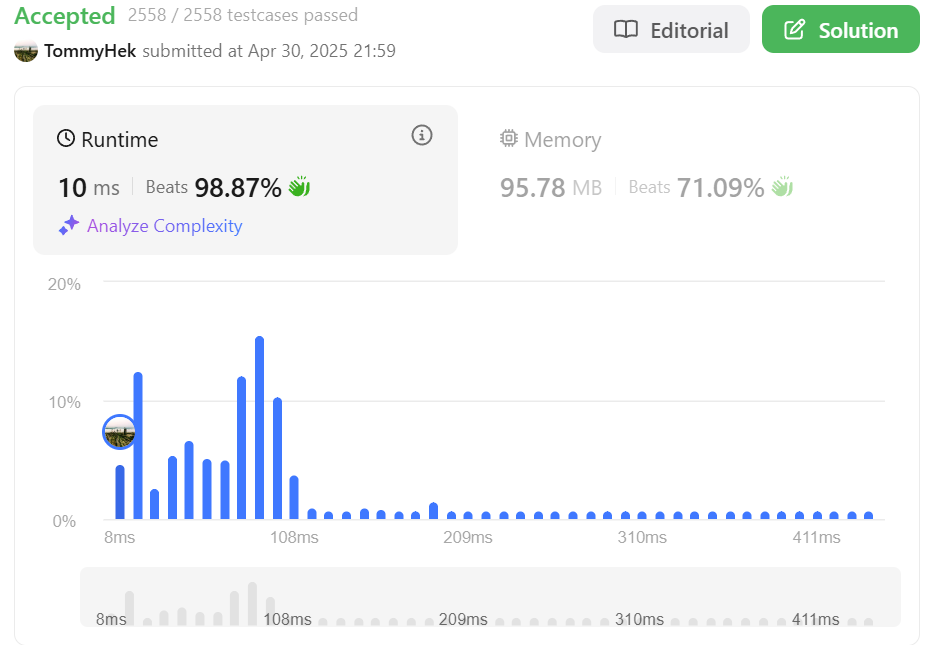 Accepted 2558 / 2558 testcases passed
Editorial
Solution
TommyHek submitted at Apr 30, 2025 21:59
Runtime
10 ms Beats 98.87%
Analyze Complexity
Memory
95.78 MB Beats 71.09%
20%
10%
0%
8ms 108ms 209ms 310ms 411ms
8ms 108ms 209ms 310ms 411ms